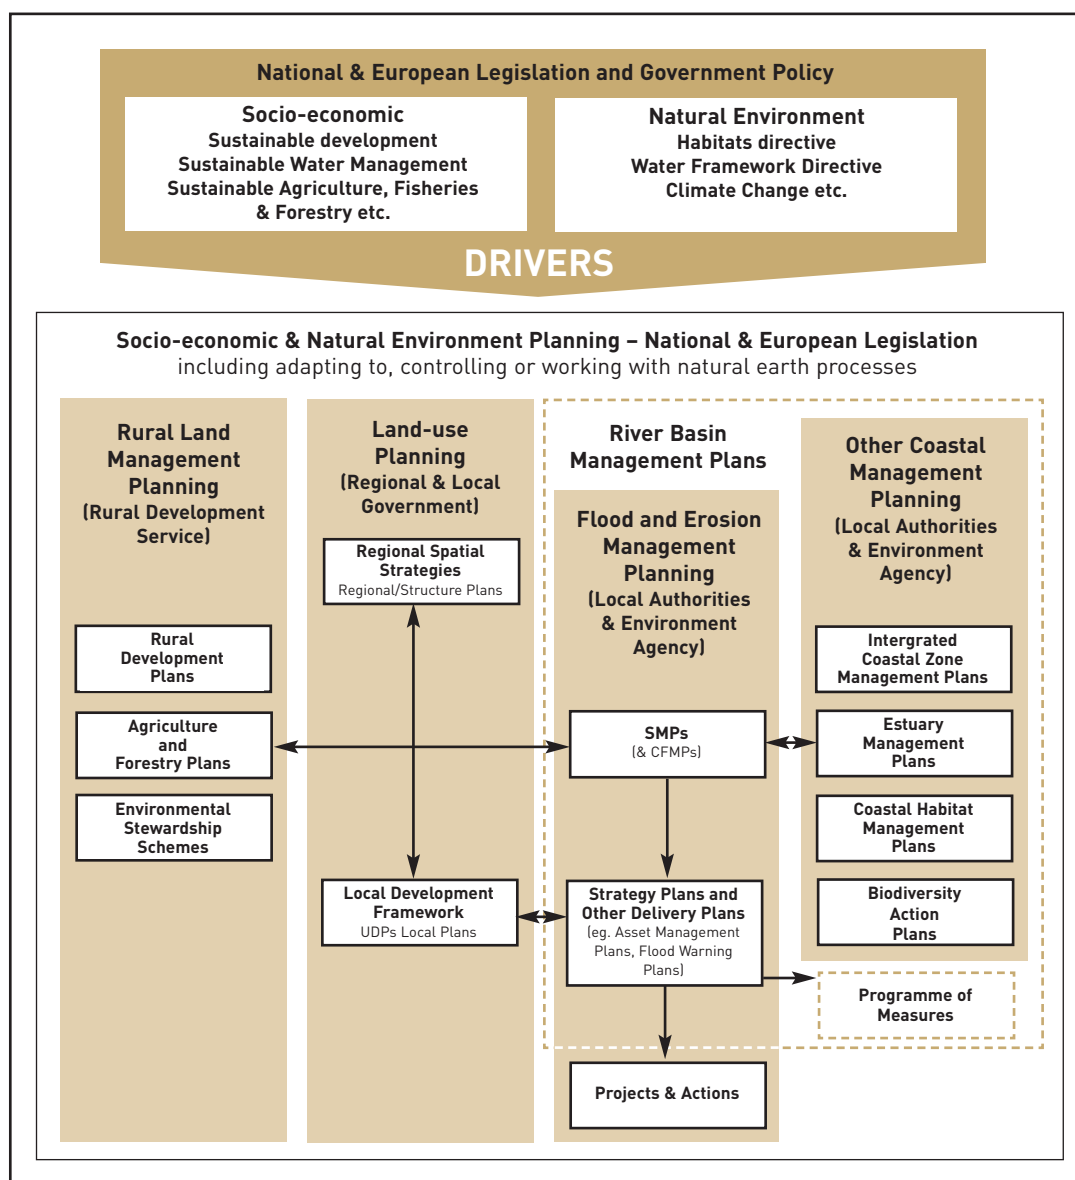 National & European Legislation and Government Policy
Socio-economic
Sustainable development
Sustainable Water Management
Sustainable Agriculture, Fisheries
& Forestry etc.
Natural Environment
Habitats directive
Water Framework Directive
Climate Change etc.
DRIVERS
Socio-economic & Natural Environment Planning – National & European Legislation
including adapting to, controlling or working with natural earth processes
Rural Land
Management
Planning
(Rural Development
Service)
Rural
Development
Plans
Agriculture
and
Forestry Plans
Environmental
Stewardship
Schemes
Land-use
Planning
(Regional & Local
Government)
Regional Spatial
Strategies
Regional/Structure Plans
Local Development
Framework
UDPs Local Plans
River Basin
Management Plans
Flood and Erosion
Management
Planning
(Local Authorities
& Environment
Agency)
SMPs
(& CFMPs)
Strategy Plans and
Other Delivery Plans
(eg. Asset Management
Plans, Flood Warning
Plans)
Projects & Actions
Other Coastal
Management
Planning
(Local Authorities
& Environment
Agency)
Intergrated
Coastal Zone
Management Plans
Estuary
Management
Plans
Coastal Habitat
Management
Plans
Biodiversity
Action
Plans
Programme of
Measures